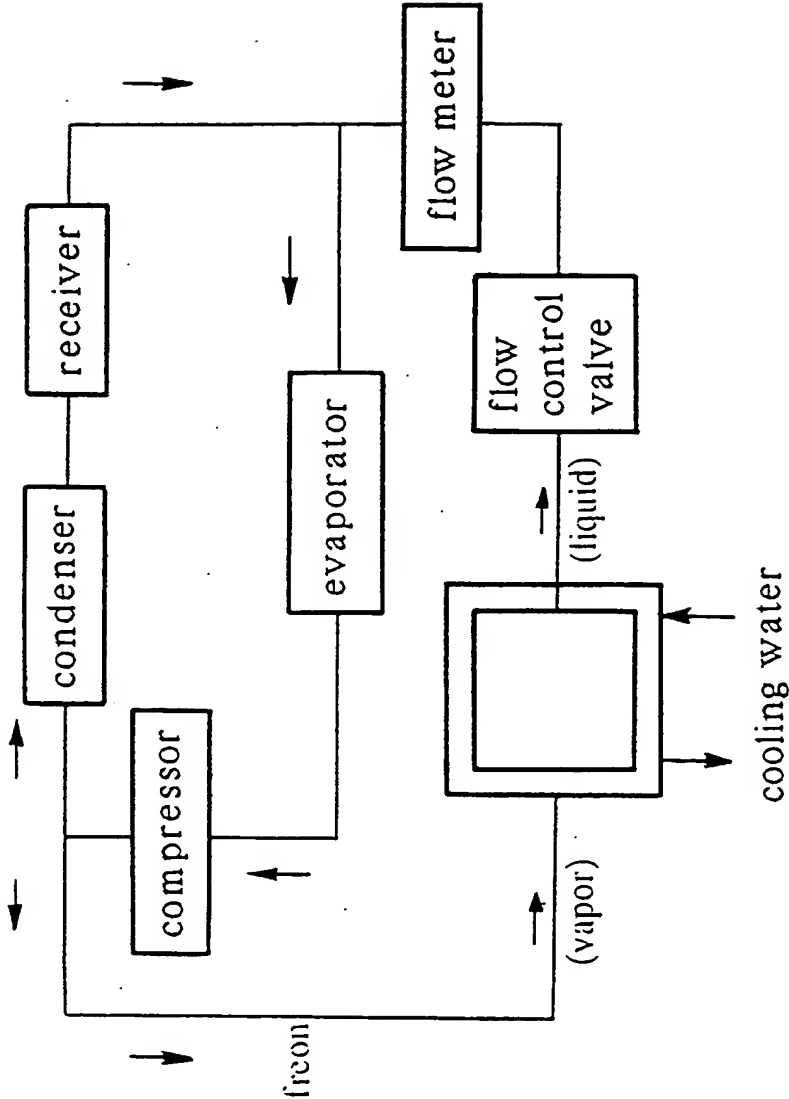 receiver
condenser
compressor
evaporator
flow meter
flow
control
valve
(liquid)
(vapor)
freon
cooling water